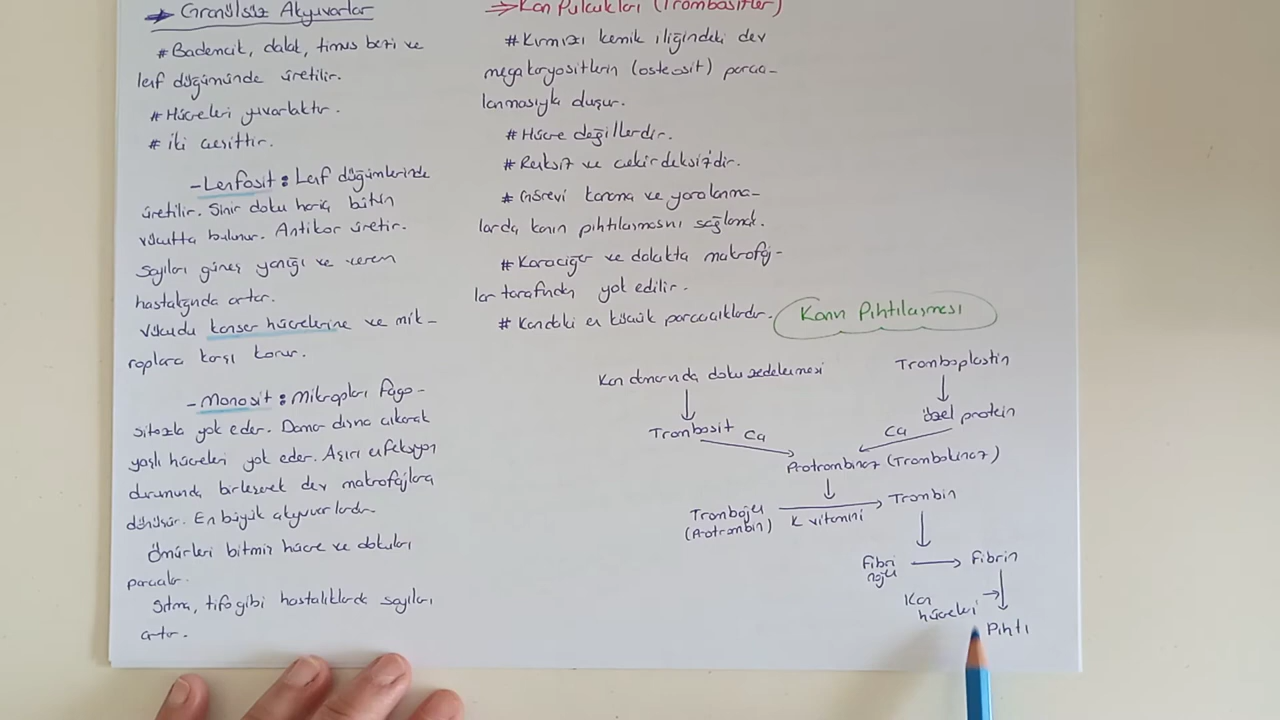 → Granülsüz Akyuvarlar
# Bademcik, dalak, timus bezi ve
lenf düğümünde üretilir.
# Hücreleri yuvarlaktır.
# iki çeşittir.
- Lenfosit : Lenf düğümlerinde
üretilir. Sinir doku hariç bütün
vücutta bulunur. Antikor üretir.
Sayıları güneş yanığı ve verem
hastalığında artar.
Vücudu kanser hücrelerine ve mik-
roplara karşı korur.
- Monosit : mikropları fago-
sitozla yok eder. Damar dışına çıkarak
yaşlı hücreleri yok eder. Aşırı enfeksiyon
durumunda birleşerek dev makrofajlara
dönüşür. En büyük akyuvarlardır.
Ömürleri bitmiş hücre ve dokuları
parçalar.
Sıtma, tifo gibi hastalıklarda sayıları
artar.
→ Kan Pulcukları (Trombositler)
# Kırmızı kemik iliğindeki dev
megakaryositlerin (osteosit) parça-
lanmasıyla oluşur.
# Hücre değillerdir.
# Renksiz ve çekirdeksizdir.
# Görevi kanama ve yaralanma-
larda kanın pıhtılaşmasını sağlamak.
# Karaciğer ve dalakta makrofaj-
lar tarafından yok edilir.
# Kandaki en küçük parçacıklardır.
Kanın Pıhtılaşması
Kan damarında doku zedelenmesi
Tromboplastin
özel protein
Trombosit Ca
Ca
Protrombinaz (Trombokinaz)
Trombojen
(Protrombin)
K vitamini
Trombin
Fibri
nojen
Fibrin
Kan
hücreleri
Pıhtı